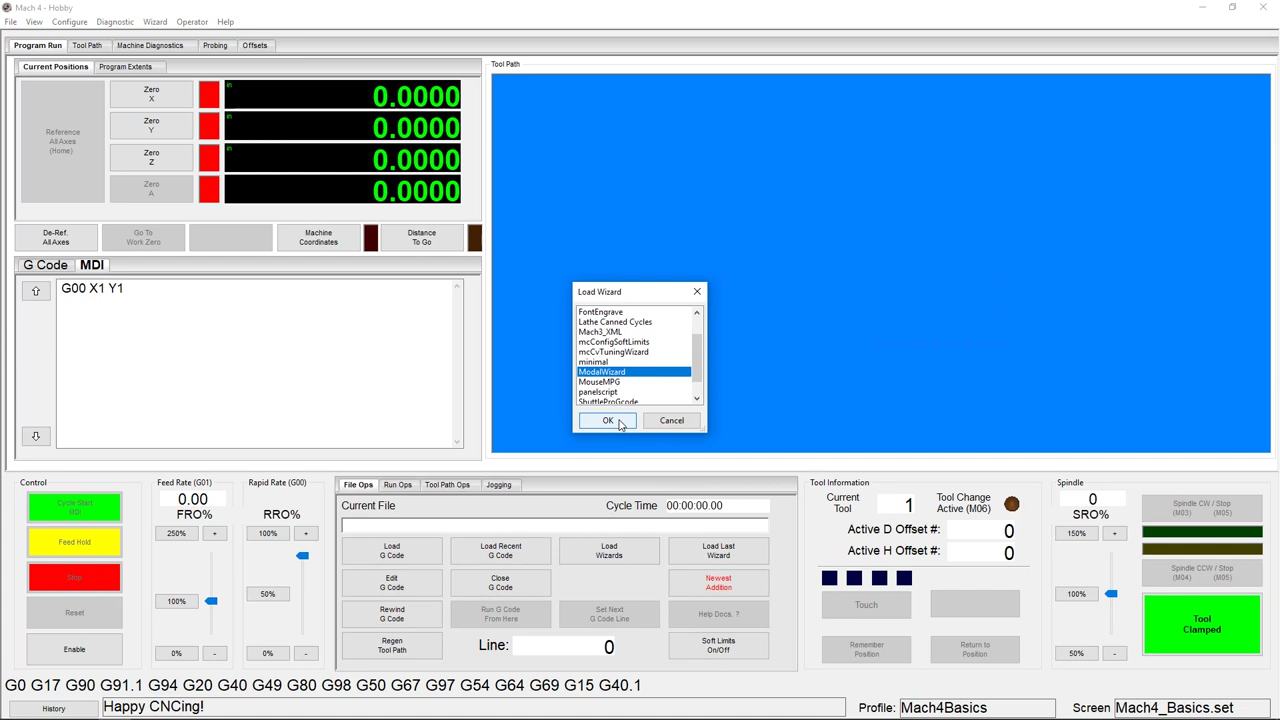 Mach 4 - Hobby
File View Configure Diagnostic Wizard Operator Help
Program Run Tool Path Machine Diagnostics Probing Offsets
Current Positions Program Extents
Tool Path
Reference
All Axes
(Home)
Zero
X
in
0.0000
Zero
Y
in
0.0000
Zero
Z
in
0.0000
Zero
A
0.0000
De-Ref.
All Axes
Go To
Work Zero
Machine
Coordinates
Distance
To Go
G Code MDI
G00 X1 Y1
Load Wizard
FontEngrave
Lathe Canned Cycles
Mach3_XML
mcConfigSoftLimits
mcCvTuningWizard
minimal
ModalWizard
MouseMPG
panelscript
ShuttleProGcode
OK Cancel
Control
Cycle Start
MDI
Feed Hold
Stop
Reset
Enable
Feed Rate (G01)
0.00
FRO%
250% +
100%
0% -
Rapid Rate (G00)
RRO%
100% +
50%
0% -
File Ops Run Ops Tool Path Ops Jogging
Current File Cycle Time 00:00:00.00
Load
G Code
Load Recent
G Code
Load
Wizards
Load Last
Wizard
Edit
G Code
Close
G Code
Newest
Addition
Rewind
G Code
Run G Code
From Here
Set Next
G Code Line
Help Docs. ?
Regen
Tool Path
Line: 0
Soft Limits
On/Off
Tool Information
Current
Tool
1
Tool Change
Active (M06)
Active D Offset #: 0
Active H Offset #: 0
Touch
Remember
Position
Return to
Position
Spindle
0
SRO%
150% +
100%
50% -
Spindle CW / Stop
(M03) (M05)
Spindle CCW / Stop
(M04) (M05)
Tool
Clamped
G0 G17 G90 G91.1 G94 G20 G40 G49 G80 G98 G50 G67 G97 G54 G64 G69 G15 G40.1
History Happy CNCing! Profile: Mach4Basics Screen Mach4_Basics.set